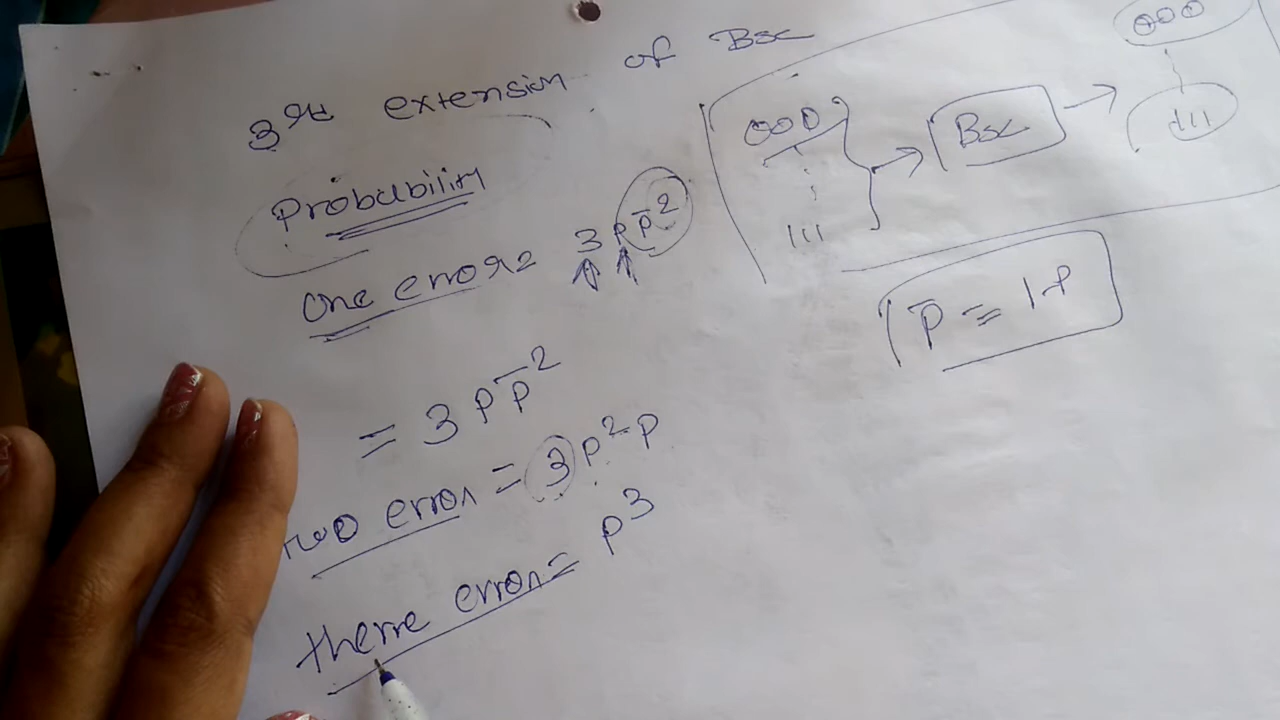 3rd extension of BSC
Probability
One error= 3 p p̄²
= 3 p p̄²
two error = 3 p² p
therre error = p³
000
⋮
111
→ BSC →
000
111
p̄ = 1-p